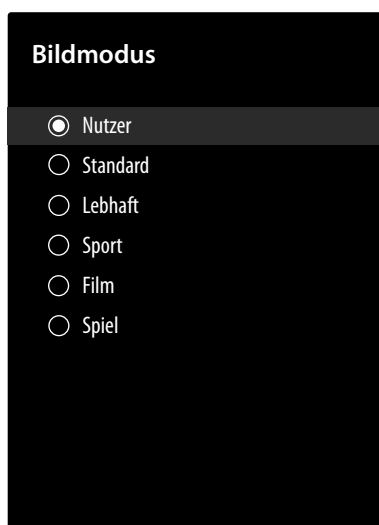 Bildmodus
Nutzer
Standard
Lebhaft
Sport
Film
Spiel